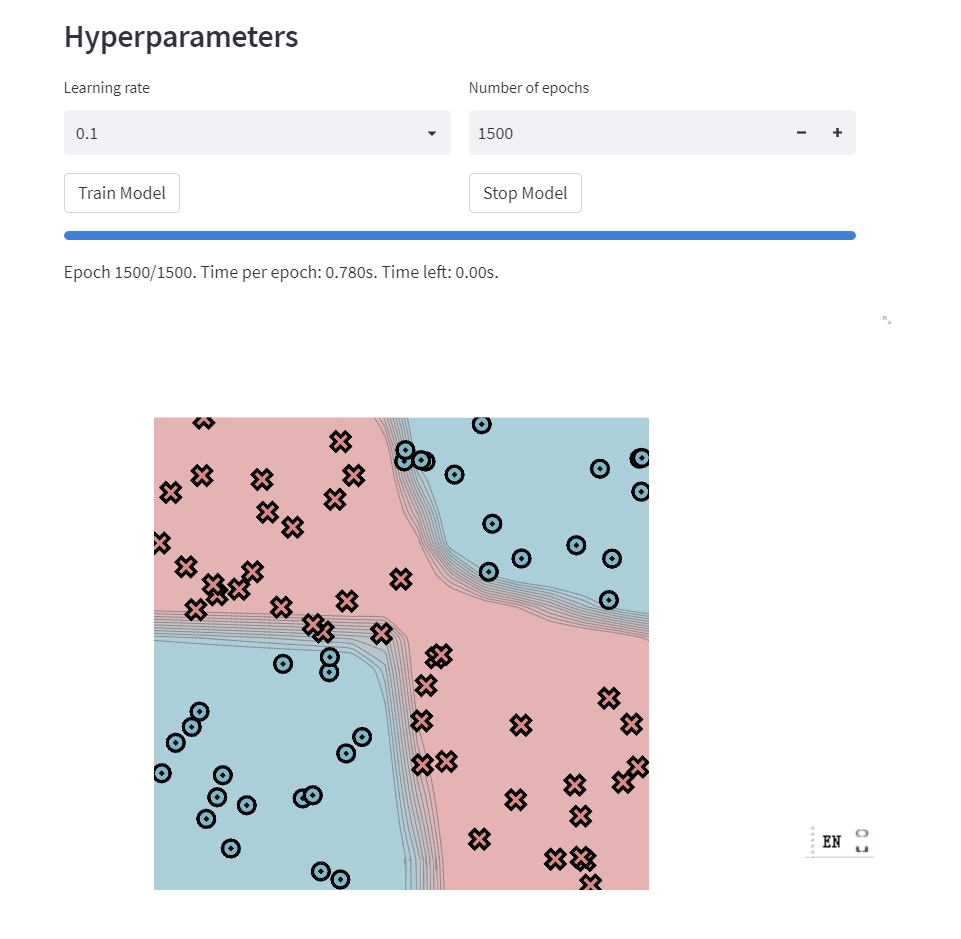 Hyperparameters
Learning rate
Number of epochs
0.1
1500
Train Model
Stop Model
Epoch 1500/1500. Time per epoch: 0.780s. Time left: 0.00s.
EN